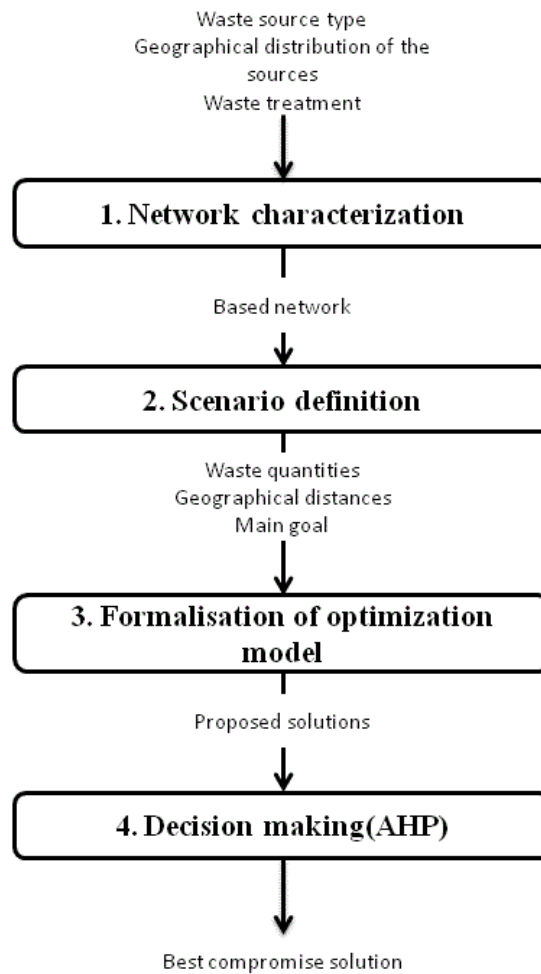 Waste source type
Geographical distribution of the
sources
Waste treatment
1. Network characterization
Based network
2. Scenario definition
Waste quantities
Geographical distances
Main goal
3. Formalisation of optimization
model
Proposed solutions
4. Decision making(AHP)
Best compromise solution